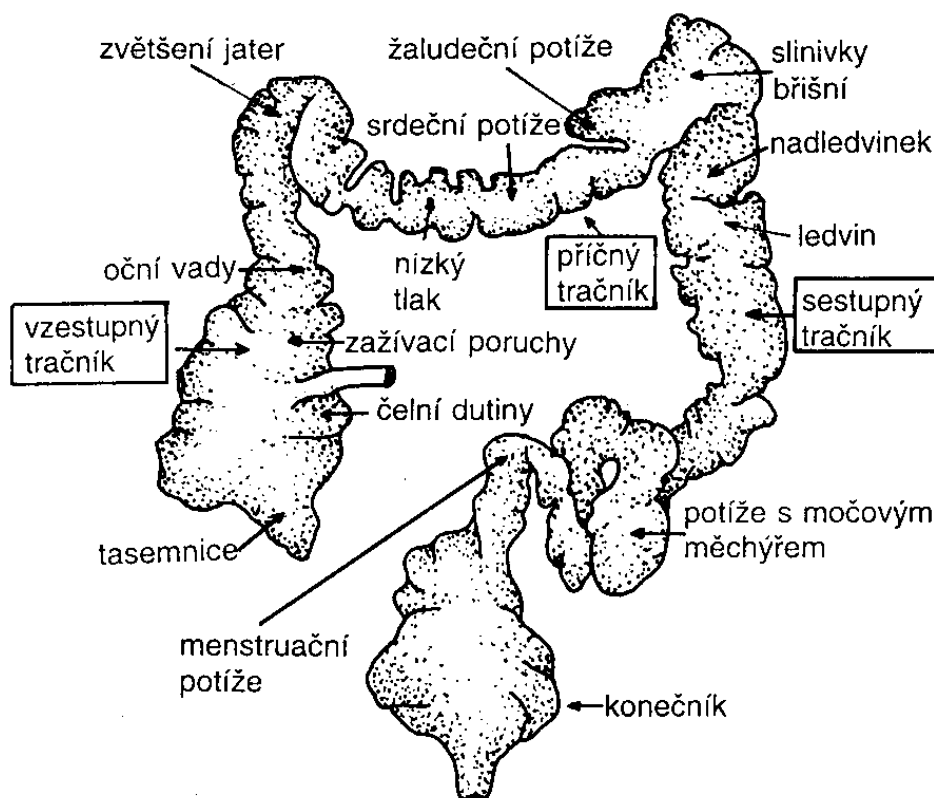 zvětšení jater
žaludeční potíže
slinivky
břišní
srdeční potíže
nadledvinek
ledvin
oční vady
nízký
tlak
příčný
tračník
sestupný
tračník
vzestupný
tračník
zažívací poruchy
čelní dutiny
tasemnice
potíže s močovým
měchýřem
menstruační
potíže
konečník